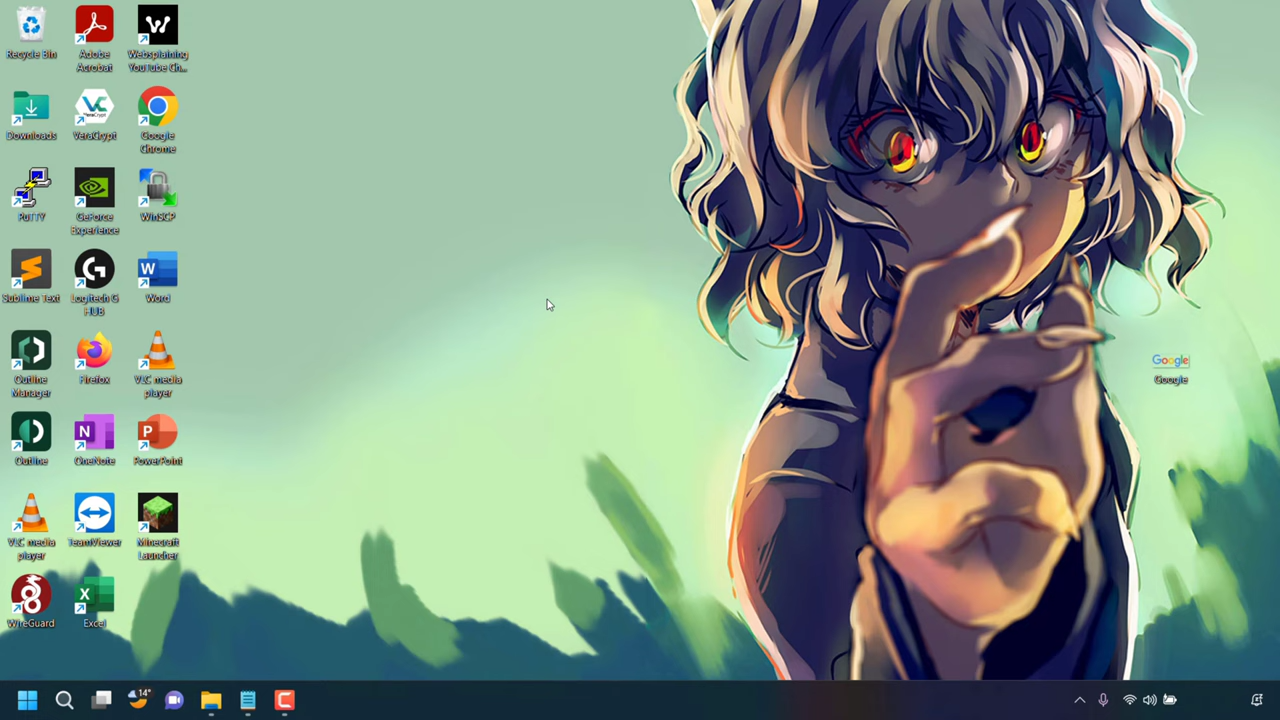 Recycle Bin
Adobe
Acrobat
Websplaining
YouTube Ch...
Downloads
VC
VeraCrypt
Google
Chrome
PuTTY
GeForce
Experience
WinSCP
Sublime Text
Logitech G
HUB
W
Word
Outline
Manager
Firefox
VLC media
player
Outline
N
OneNote
P
PowerPoint
VLC media
player
TeamViewer
Minecraft
Launcher
WireGuard
X
Excel
Google
Google
14°